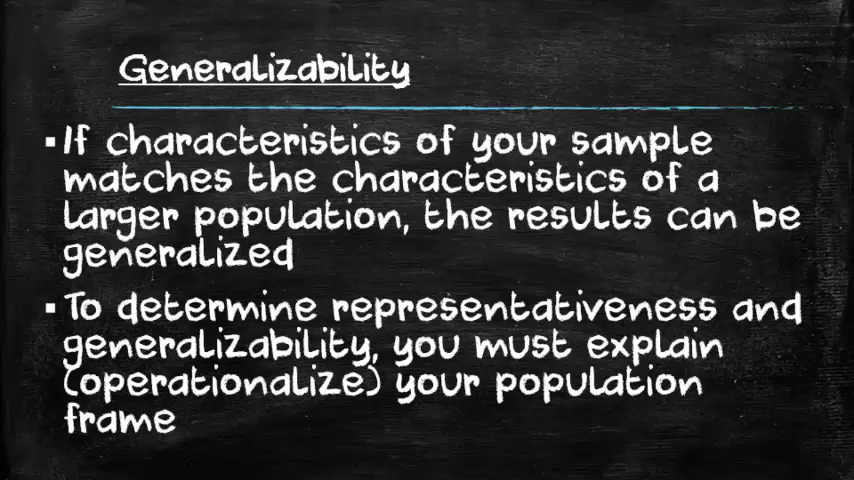 Generalizability
▪If characteristics of your sample
matches the characteristics of a
larger population, the results can be
generalized
▪To determine representativeness and
generalizability, you must explain
(operationalize) your population
frame